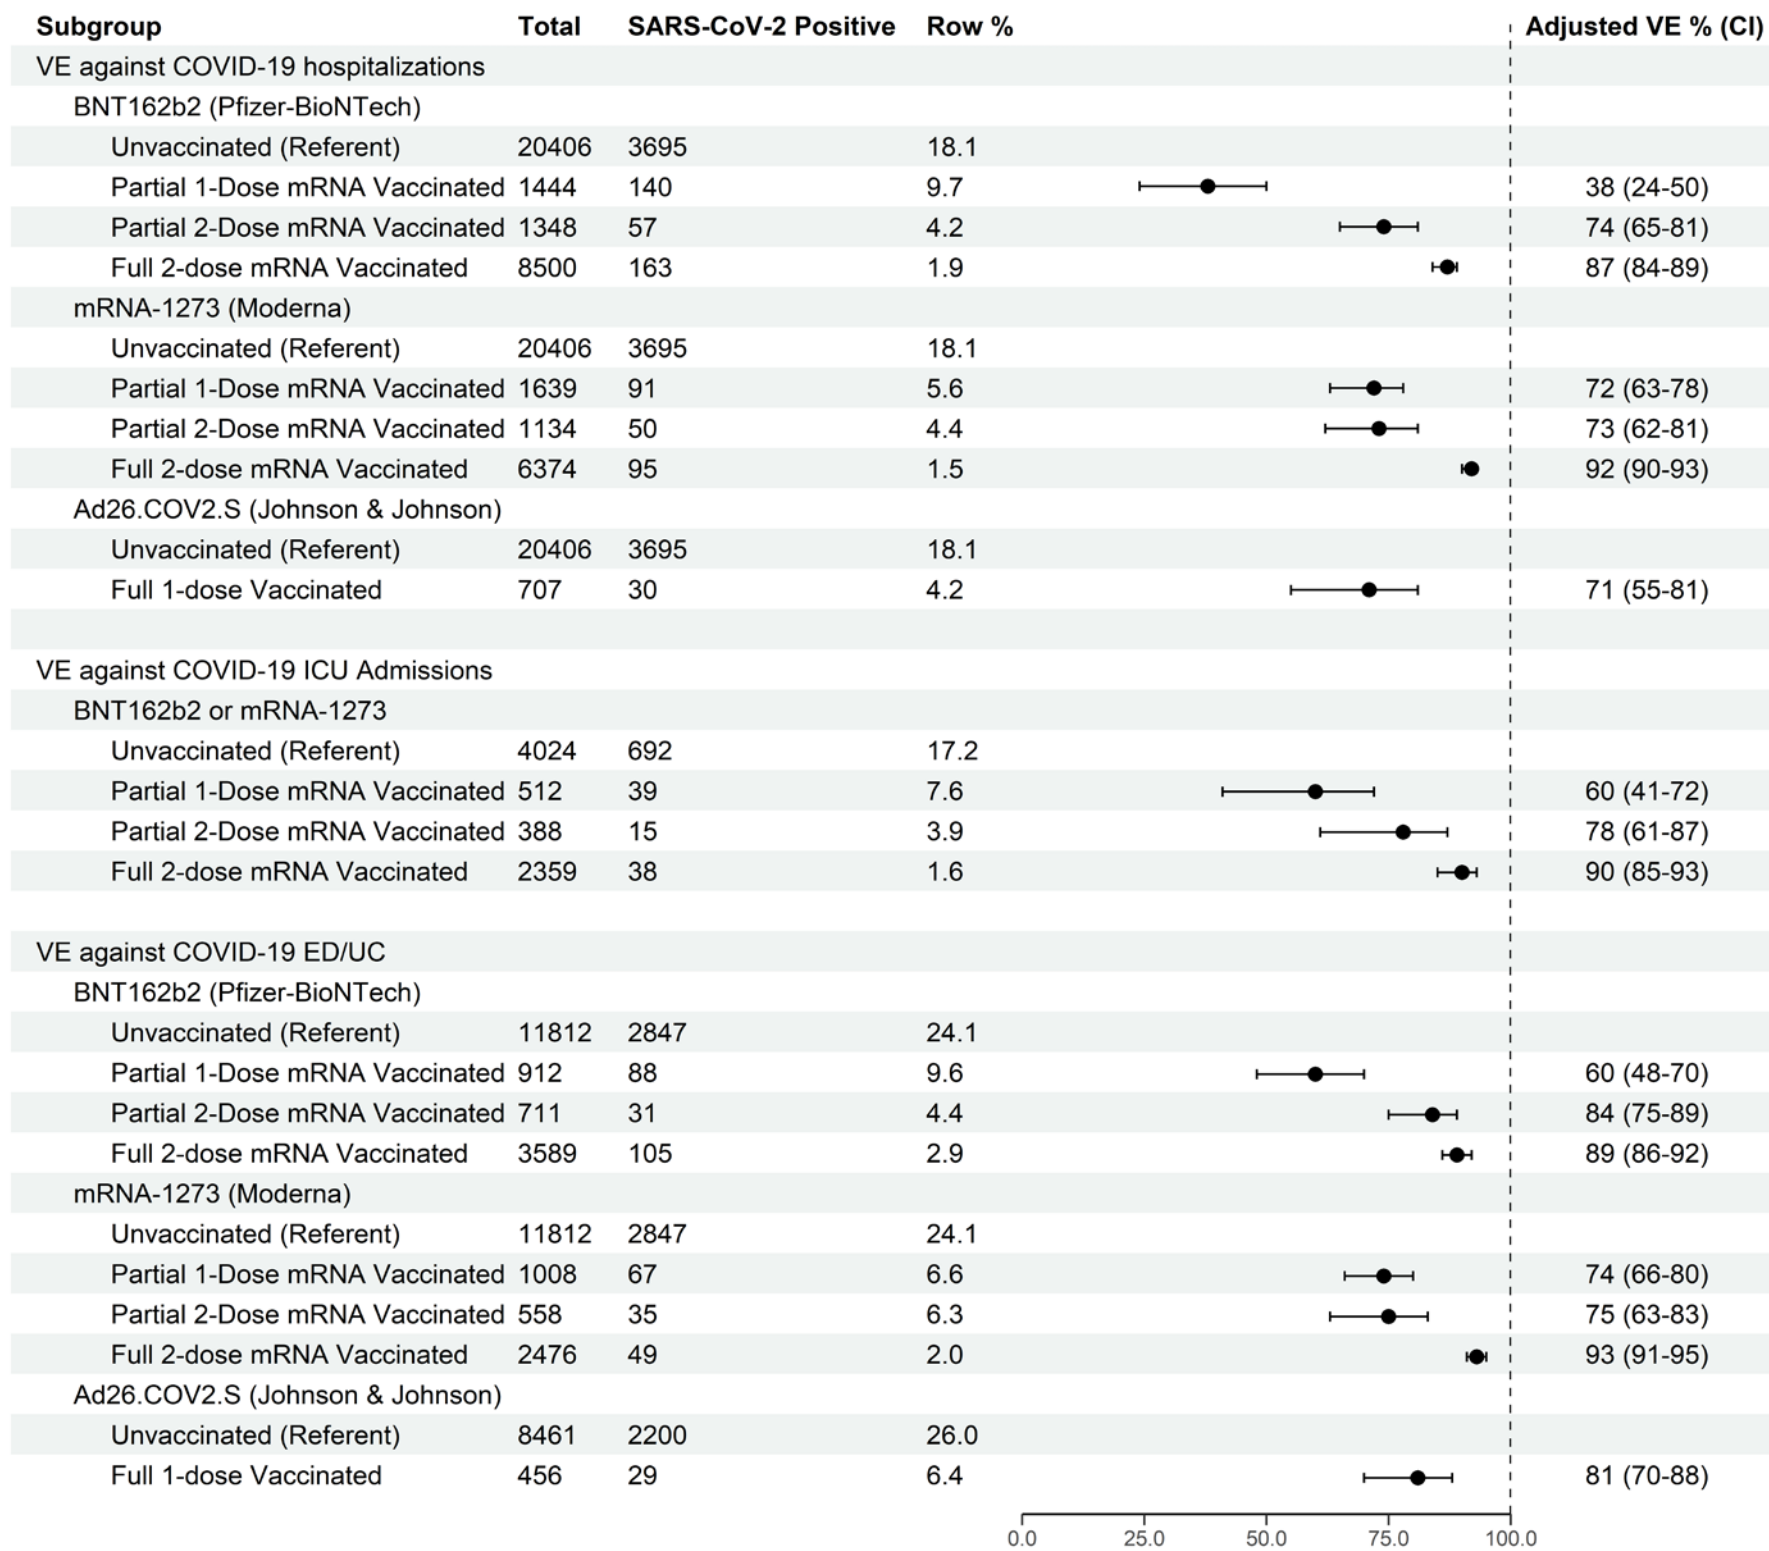 Subgroup Total SARS-CoV-2 Positive Row % Adjusted VE % (CI)
VE against COVID-19 hospitalizations
BNT162b2 (Pfizer-BioNTech)
Unvaccinated (Referent) 20406 3695 18.1
Partial 1-Dose mRNA Vaccinated 1444 140 9.7 38 (24-50)
Partial 2-Dose mRNA Vaccinated 1348 57 4.2 74 (65-81)
Full 2-dose mRNA Vaccinated 8500 163 1.9 87 (84-89)
mRNA-1273 (Moderna)
Unvaccinated (Referent) 20406 3695 18.1
Partial 1-Dose mRNA Vaccinated 1639 91 5.6 72 (63-78)
Partial 2-Dose mRNA Vaccinated 1134 50 4.4 73 (62-81)
Full 2-dose mRNA Vaccinated 6374 95 1.5 92 (90-93)
Ad26.COV2.S (Johnson & Johnson)
Unvaccinated (Referent) 20406 3695 18.1
Full 1-dose Vaccinated 707 30 4.2 71 (55-81)
VE against COVID-19 ICU Admissions
BNT162b2 or mRNA-1273
Unvaccinated (Referent) 4024 692 17.2
Partial 1-Dose mRNA Vaccinated 512 39 7.6 60 (41-72)
Partial 2-Dose mRNA Vaccinated 388 15 3.9 78 (61-87)
Full 2-dose mRNA Vaccinated 2359 38 1.6 90 (85-93)
VE against COVID-19 ED/UC
BNT162b2 (Pfizer-BioNTech)
Unvaccinated (Referent) 11812 2847 24.1
Partial 1-Dose mRNA Vaccinated 912 88 9.6 60 (48-70)
Partial 2-Dose mRNA Vaccinated 711 31 4.4 84 (75-89)
Full 2-dose mRNA Vaccinated 3589 105 2.9 89 (86-92)
mRNA-1273 (Moderna)
Unvaccinated (Referent) 11812 2847 24.1
Partial 1-Dose mRNA Vaccinated 1008 67 6.6 74 (66-80)
Partial 2-Dose mRNA Vaccinated 558 35 6.3 75 (63-83)
Full 2-dose mRNA Vaccinated 2476 49 2.0 93 (91-95)
Ad26.COV2.S (Johnson & Johnson)
Unvaccinated (Referent) 8461 2200 26.0
Full 1-dose Vaccinated 456 29 6.4 81 (70-88)
0.0 25.0 50.0 75.0 100.0